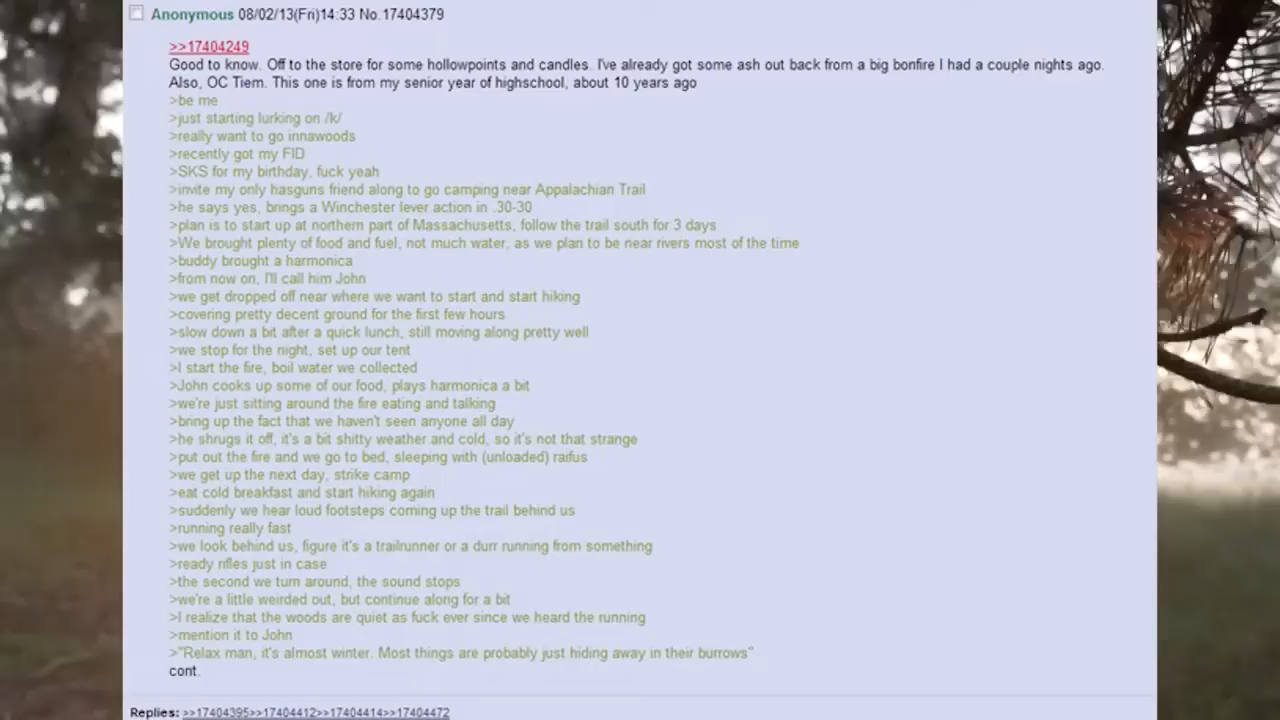 Anonymous 08/02/13(Fri)14:33 No.17404379
>>17404249
Good to know. Off to the store for some hollowpoints and candles. I've already got some ash out back from a big bonfire I had a couple nights ago.
Also, OC Tiem. This one is from my senior year of highschool, about 10 years ago
>be me
>just starting lurking on /k/
>really want to go innawoods
>recently got my FID
>SKS for my birthday, fuck yeah
>invite my only hasguns friend along to go camping near Appalachian Trail
>he says yes, brings a Winchester lever action in .30-30
>plan is to start up at northern part of Massachusetts, follow the trail south for 3 days
>We brought plenty of food and fuel, not much water, as we plan to be near rivers most of the time
>buddy brought a harmonica
>from now on, I'll call him John
>we get dropped off near where we want to start and start hiking
>covering pretty decent ground for the first few hours
>slow down a bit after a quick lunch, still moving along pretty well
>we stop for the night, set up our tent
>I start the fire, boil water we collected
>John cooks up some of our food, plays harmonica a bit
>we're just sitting around the fire eating and talking
>bring up the fact that we haven't seen anyone all day
>he shrugs it off, it's a bit shitty weather and cold, so it's not that strange
>put out the fire and we go to bed, sleeping with (unloaded) raifus
>we get up the next day, strike camp
>eat cold breakfast and start hiking again
>suddenly we hear loud footsteps coming up the trail behind us
>running really fast
>we look behind us, figure it's a trailrunner or a durr running from something
>ready rifles just in case
>the second we turn around, the sound stops
>we're a little weirded out, but continue along for a bit
>I realize that the woods are quiet as fuck ever since we heard the running
>mention it to John
>"Relax man, it's almost winter. Most things are probably just hiding away in their burrows"
cont.
Replies: >>17404395>>17404412>>17404414>>17404472